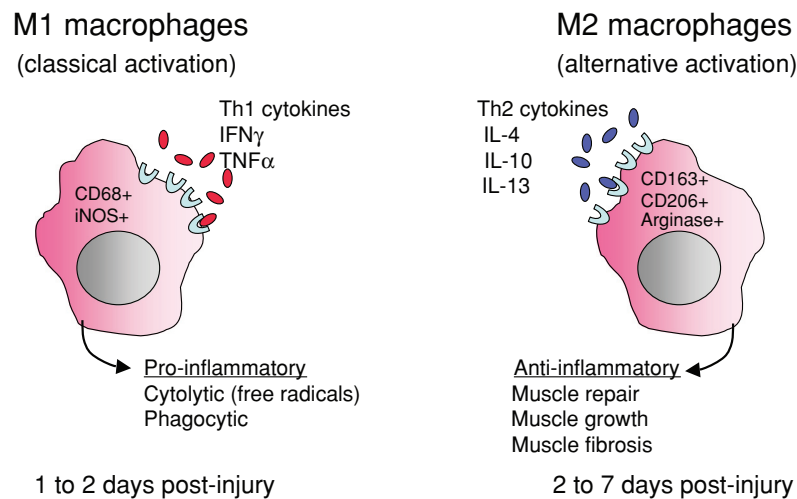 M1 macrophages
(classical activation)
Th1 cytokines
IFNγ
TNFα
CD68+
iNOS+
Pro-inflammatory
Cytolytic (free radicals)
Phagocytic
1 to 2 days post-injury
M2 macrophages
(alternative activation)
Th2 cytokines
IL-4
IL-10
IL-13
CD163+
CD206+
Arginase+
Anti-inflammatory
Muscle repair
Muscle growth
Muscle fibrosis
2 to 7 days post-injury